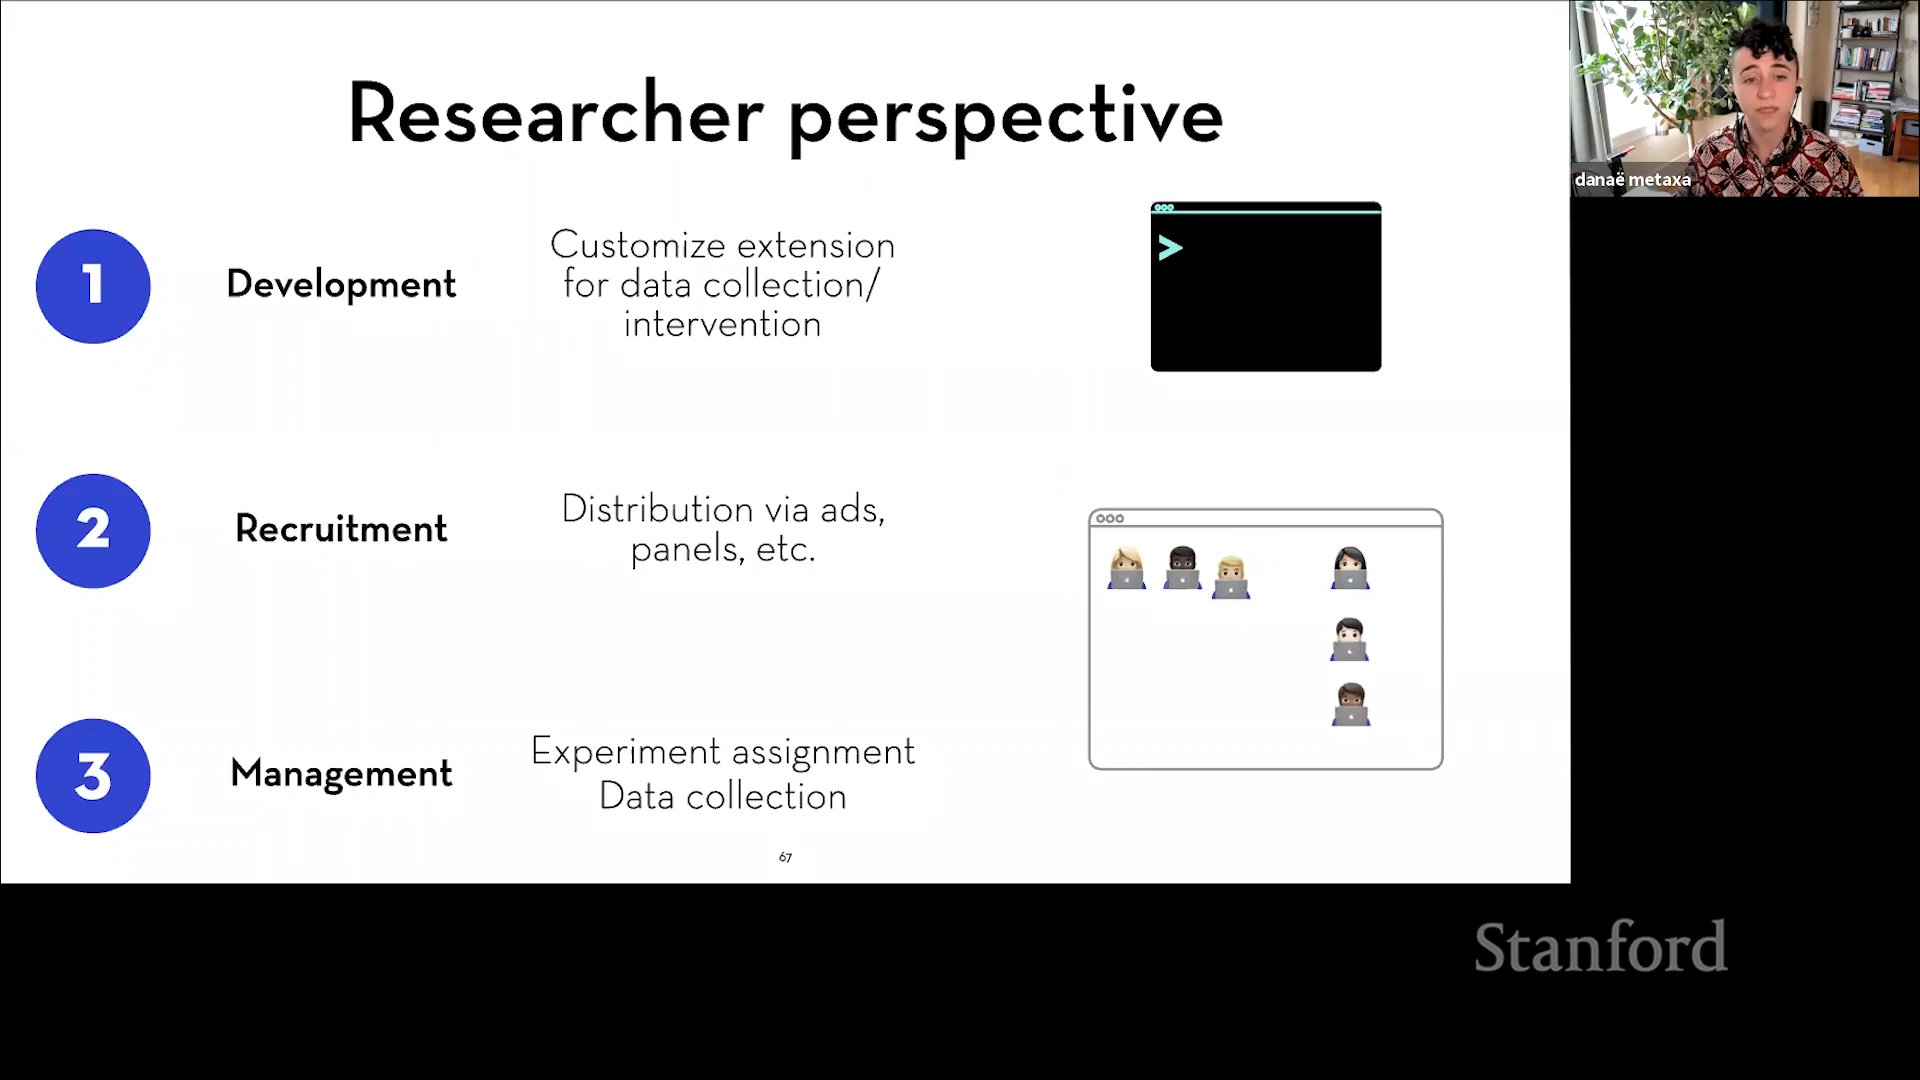 Researcher perspective
danaë metaxa
1
Development
Customize extension
for data collection/
intervention
>
2
Recruitment
Distribution via ads,
panels, etc.
3
Management
Experiment assignment
Data collection
67
Stanford